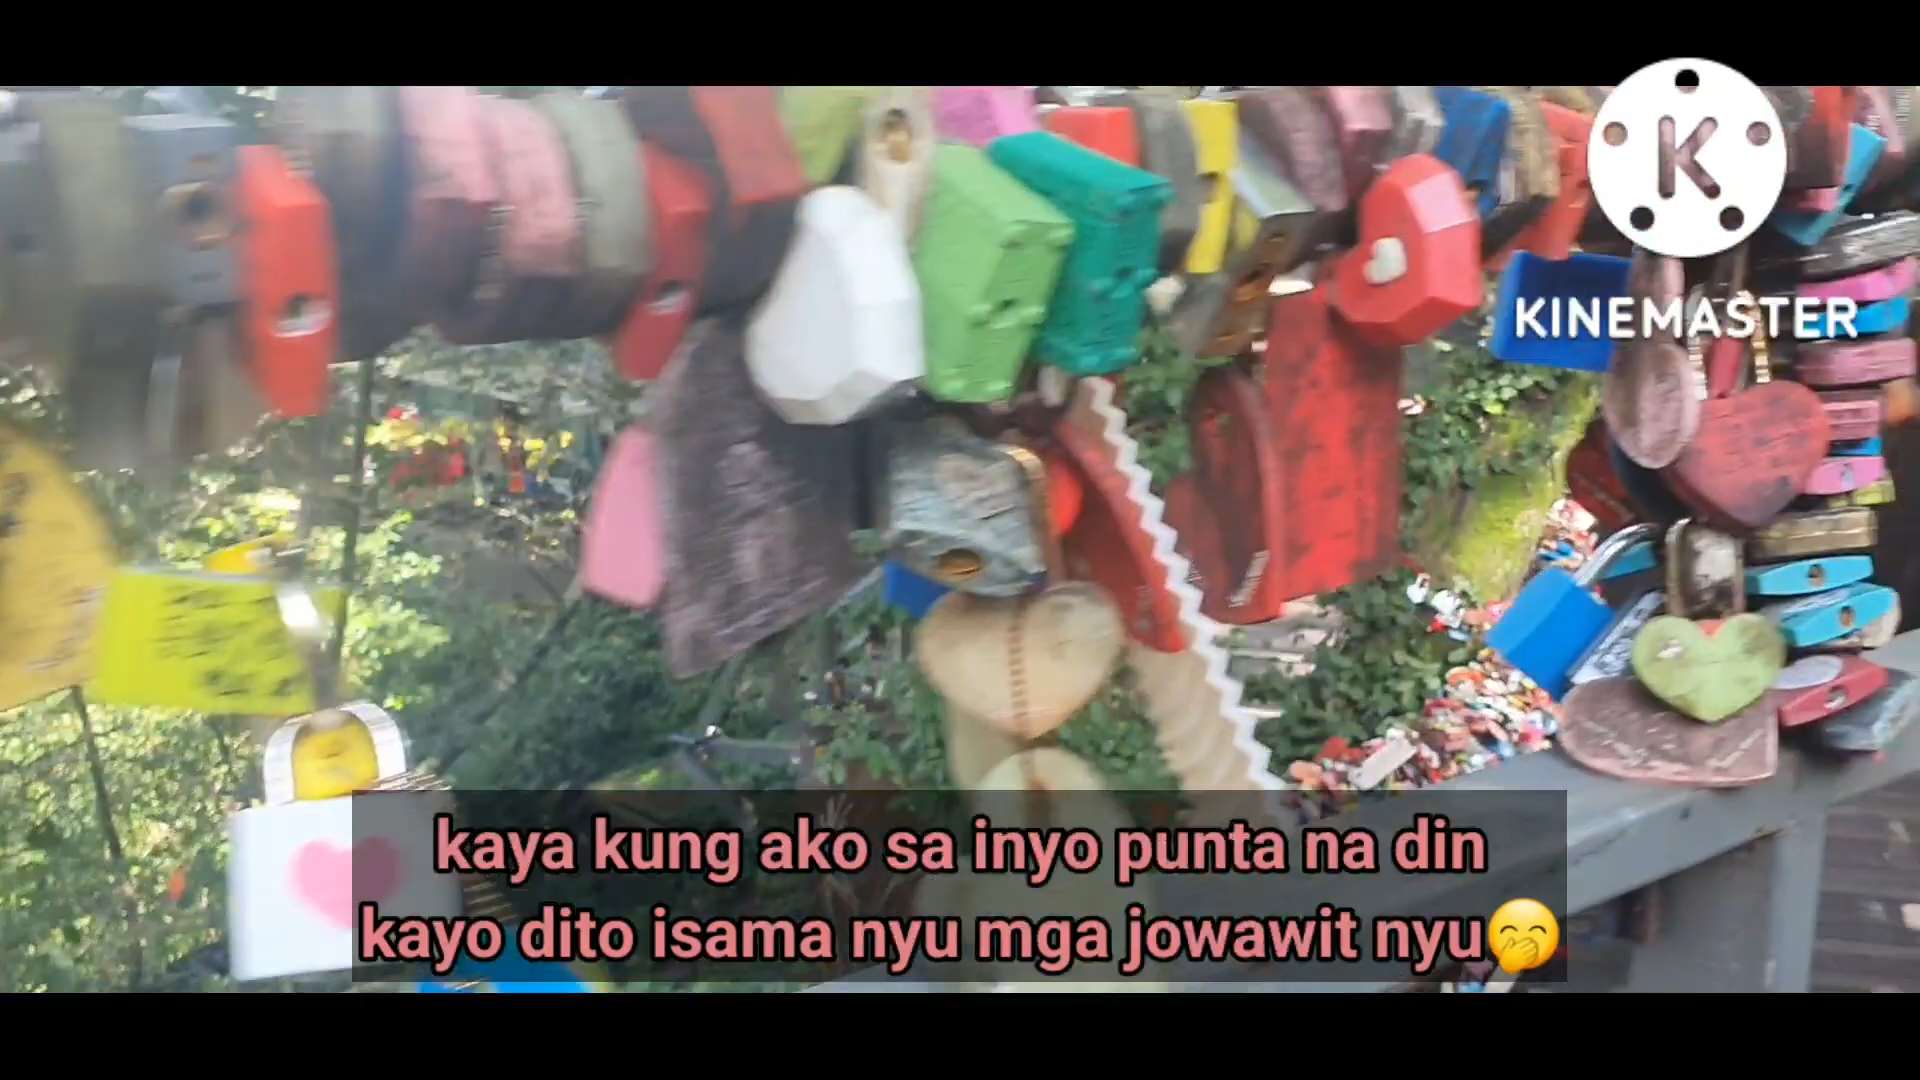 KINEMASTER
kaya kung ako sa inyo punta na din
kayo dito isama nyu mga jowawit nyu🤭